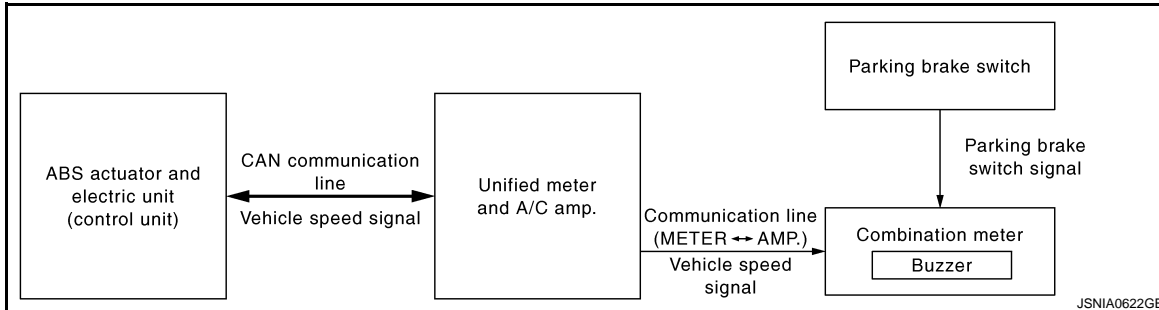 Parking brake switch
ABS actuator and
electric unit
(control unit)
CAN communication
line
Vehicle speed signal
Unified meter
and A/C amp.
Parking brake
switch signal
Communication line
(METER ↔ AMP.)
Vehicle speed
signal
Combination meter
Buzzer
JSNIA0622GE